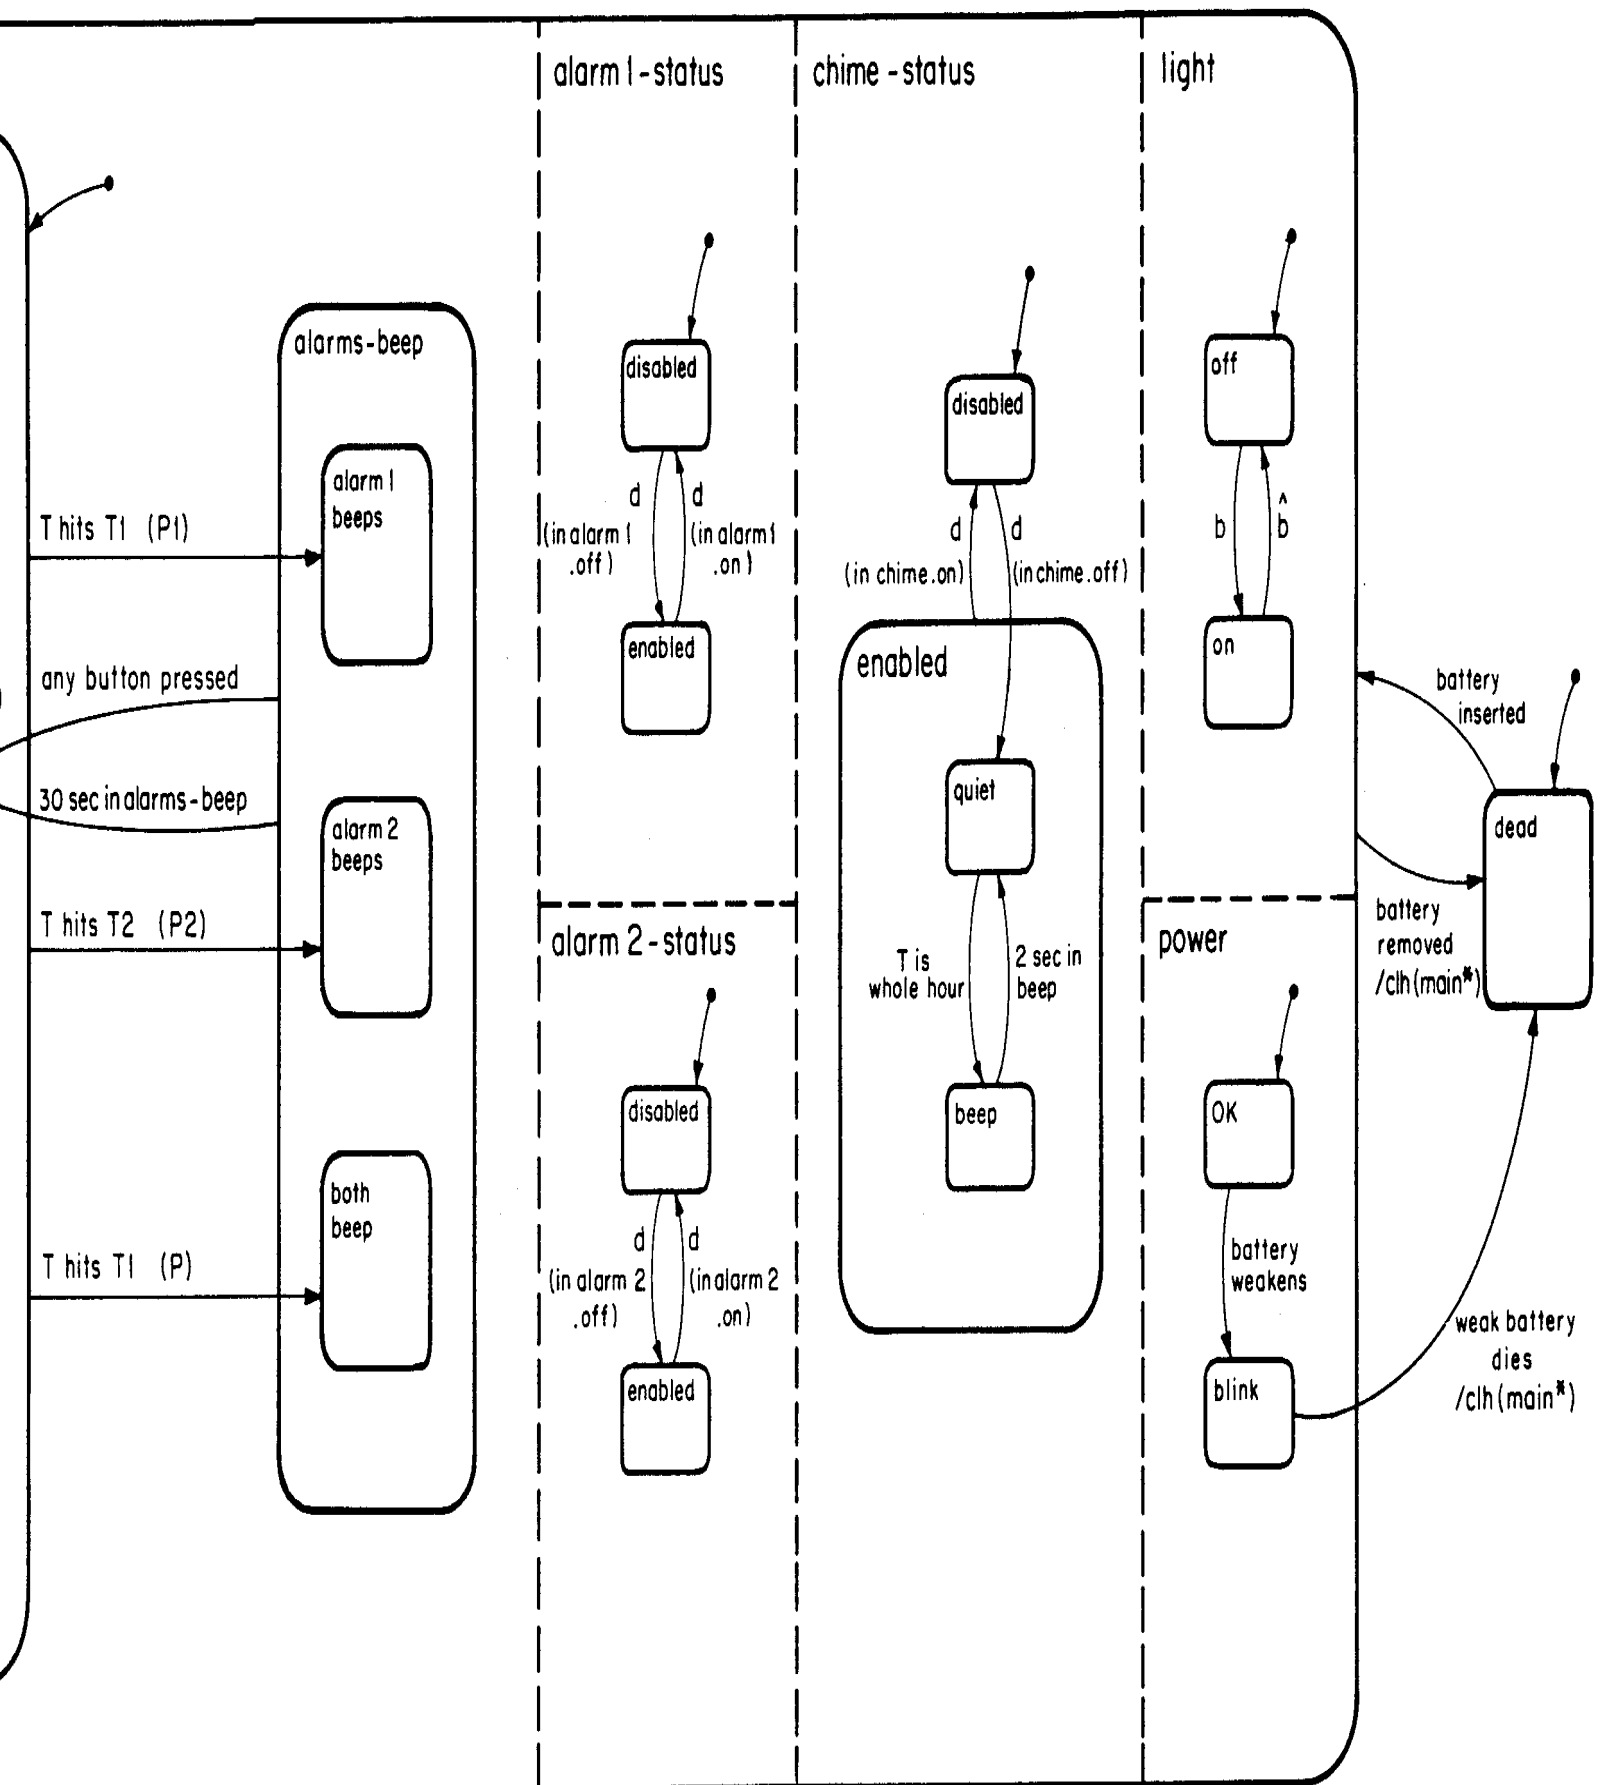 alarm 1-status
chime-status
light
alarms-beep
alarm 1
beeps
T hits T1 (P1)
any button pressed
30 sec in alarms-beep
alarm 2
beeps
T hits T2 (P2)
both
beep
T hits T1 (P)
disabled
d
d
(in alarm 1
.off)
(in alarm 1
.on)
enabled
alarm 2-status
disabled
d
d
(in alarm 2
.off)
(in alarm 2
.on)
enabled
disabled
d
d
(in chime.on)
(in chime.off)
enabled
quiet
T is
whole hour
2 sec in
beep
beep
off
b
b̂
on
power
OK
battery
weakens
blink
battery
inserted
dead
battery
removed
/clh(main*)
weak battery
dies
/clh(main*)